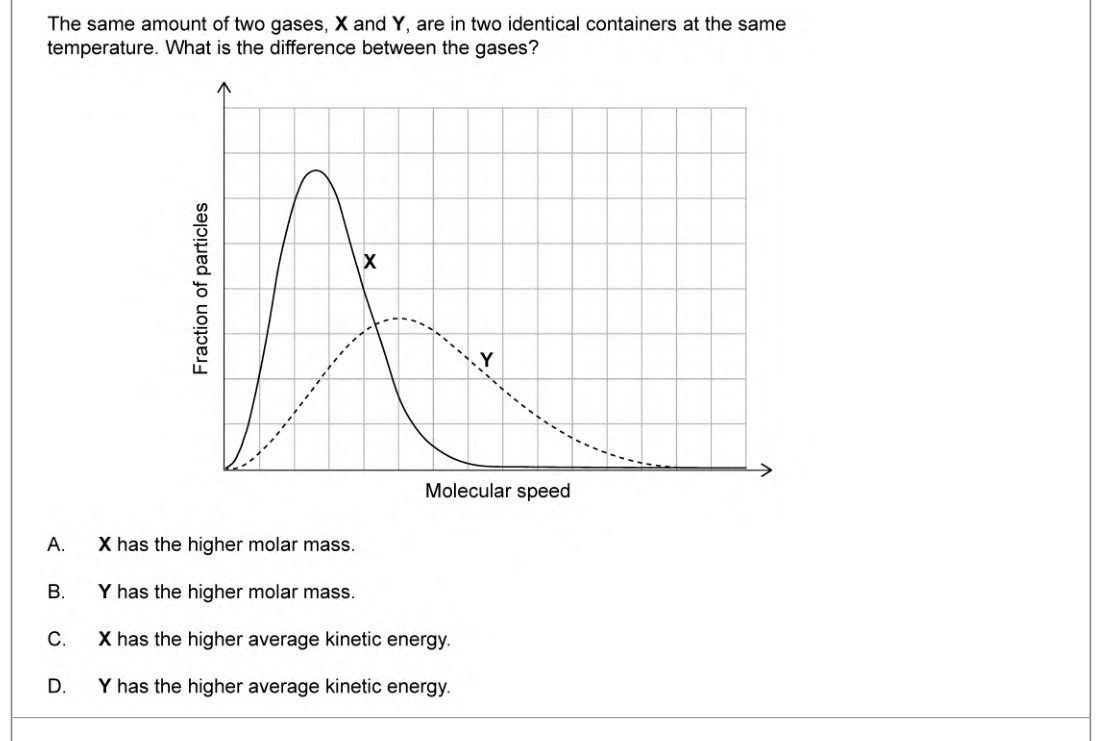 The same amount of two gases, X and Y, are in two identical containers at the same
temperature. What is the difference between the gases?
Fraction of particles
X
Y
Molecular speed
A. X has the higher molar mass.
B. Y has the higher molar mass.
C. X has the higher average kinetic energy.
D. Y has the higher average kinetic energy.